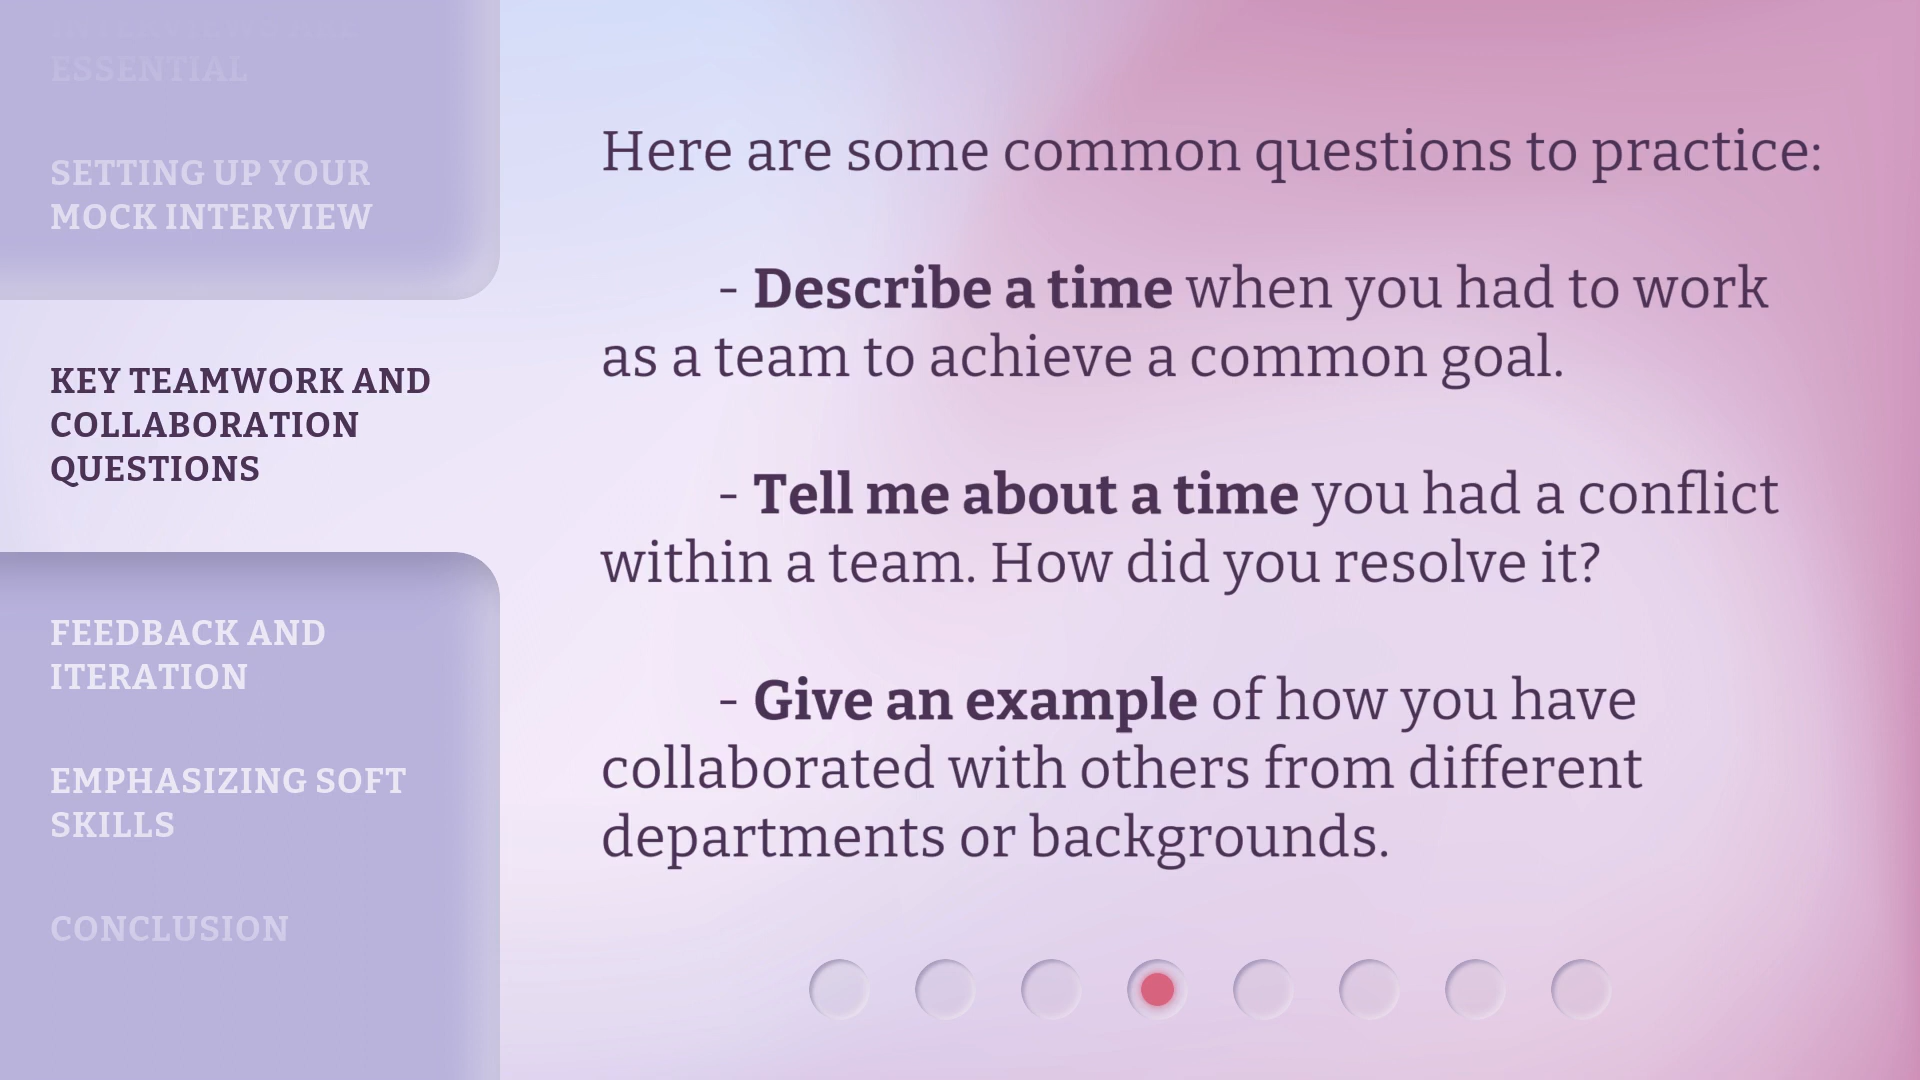 ESSENTIAL
SETTING UP YOUR
MOCK INTERVIEW
KEY TEAMWORK AND
COLLABORATION
QUESTIONS
FEEDBACK AND
ITERATION
EMPHASIZING SOFT
SKILLS
CONCLUSION
Here are some common questions to practice:
- Describe a time when you had to work
as a team to achieve a common goal.
- Tell me about a time you had a conflict
within a team. How did you resolve it?
- Give an example of how you have
collaborated with others from different
departments or backgrounds.